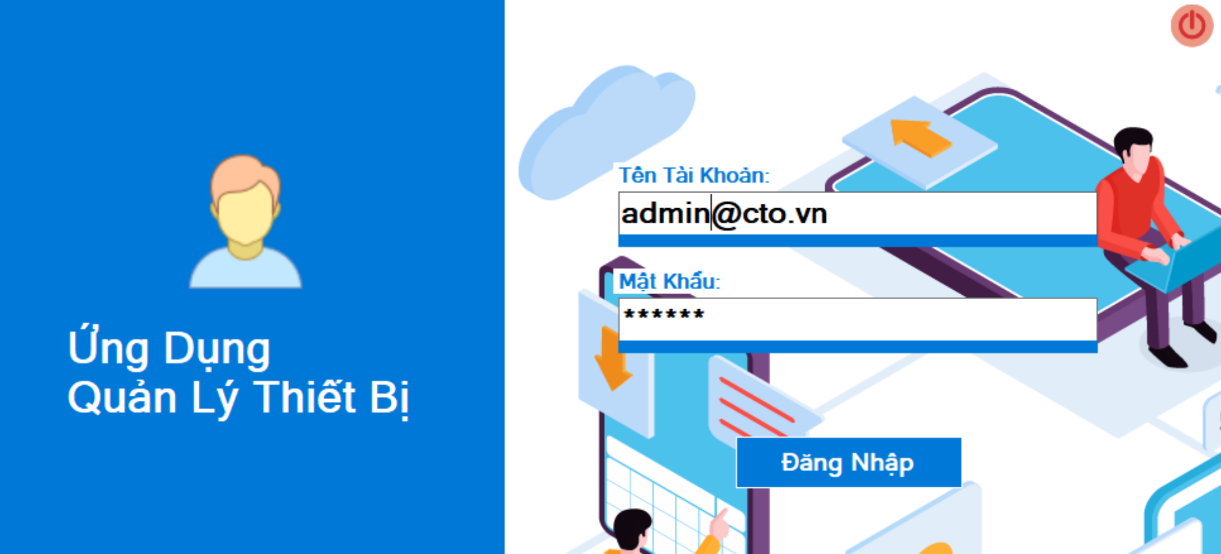 Ứng Dụng
Quản Lý Thiết Bị
Tên Tài Khoản:
admin@cto.vn
Mật Khẩu:
******
Đăng Nhập